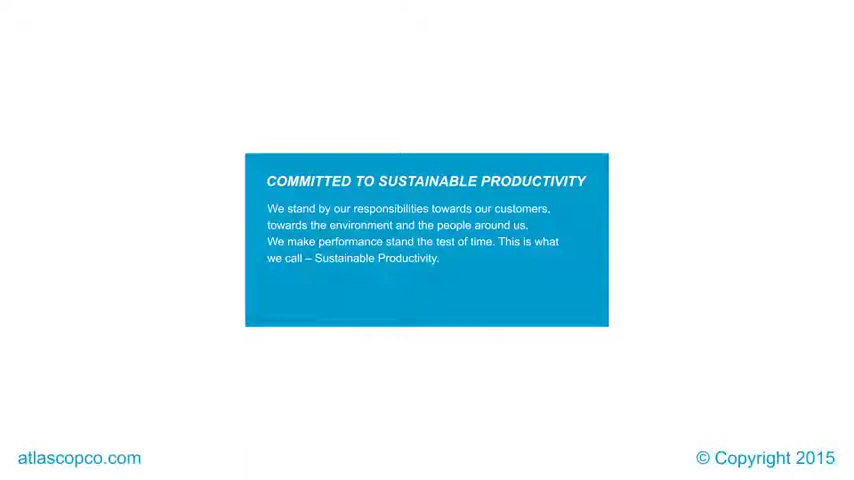 COMMITTED TO SUSTAINABLE PRODUCTIVITY
We stand by our responsibilities towards our customers,
towards the environment and the people around us.
We make performance stand the test of time. This is what
we call – Sustainable Productivity.
atlascopco.com
© Copyright 2015